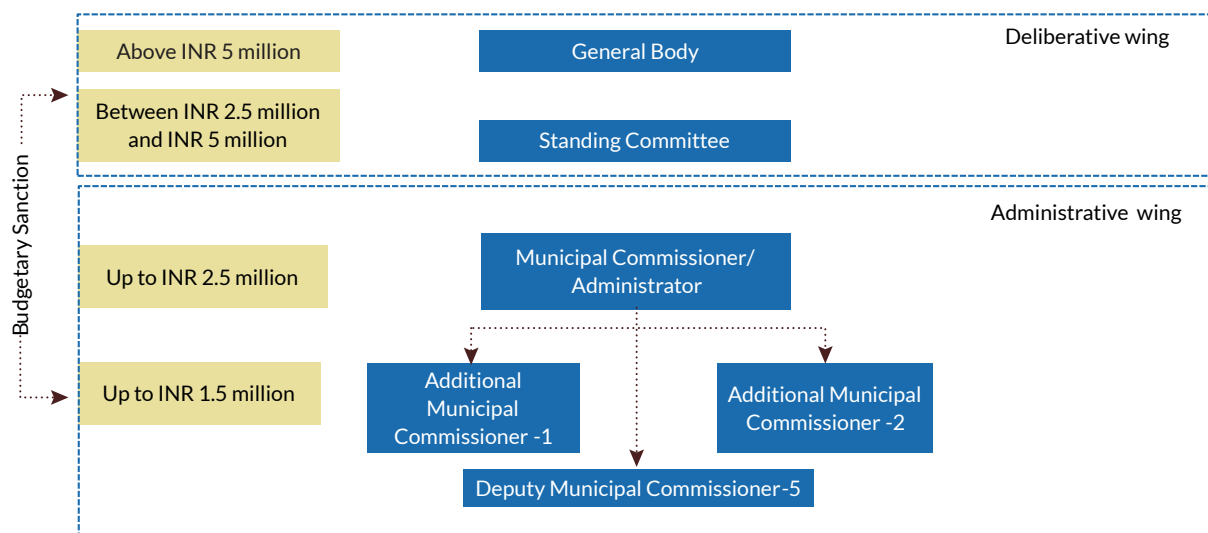 Above INR 5 million
General Body
Deliberative wing
Between INR 2.5 million
and INR 5 million
Standing Committee
Budgetary Sanction
Administrative wing
Up to INR 2.5 million
Municipal Commissioner/
Administrator
Up to INR 1.5 million
Additional
Municipal
Commissioner -1
Additional Municipal
Commissioner -2
Deputy Municipal Commissioner-5